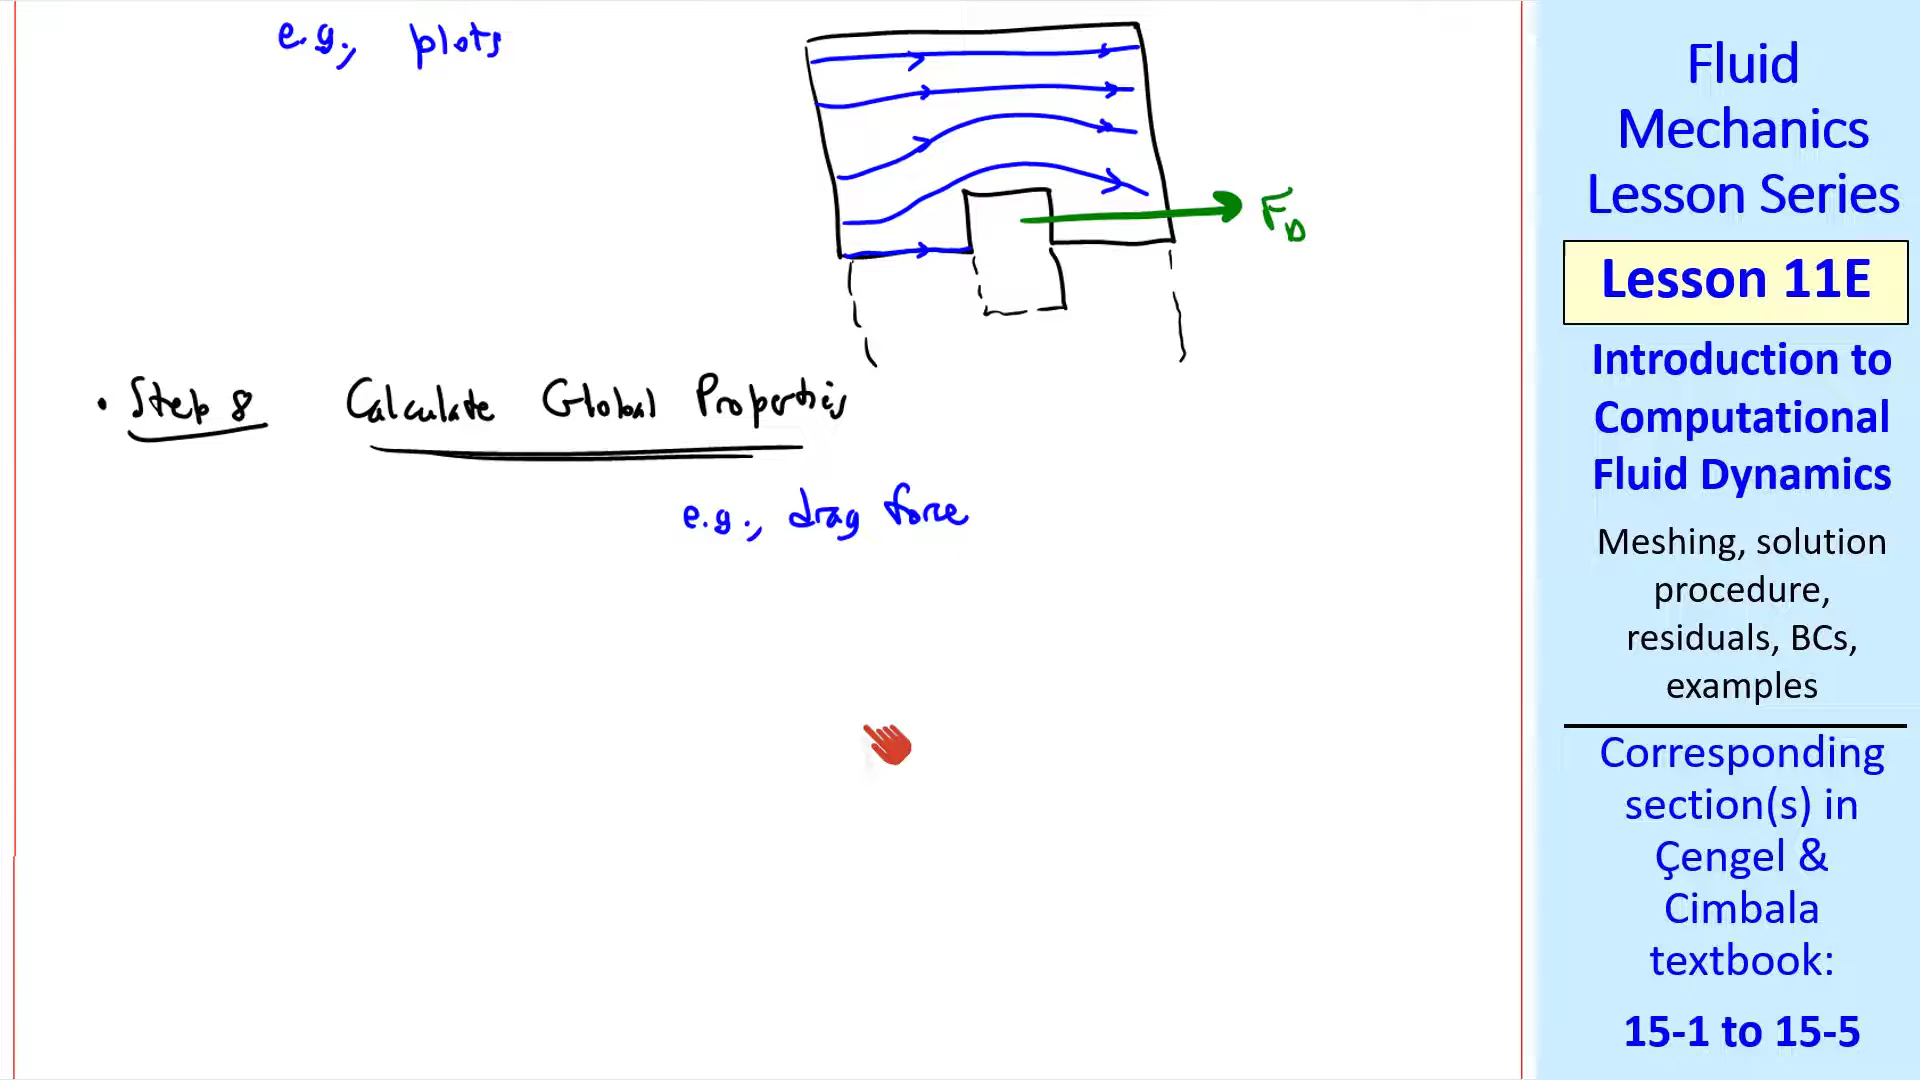 e.g., plots
F_D
• Step 8 Calculate Global Properties
e.g., drag force
Fluid
Mechanics
Lesson Series
Lesson 11E
Introduction to
Computational
Fluid Dynamics
Meshing, solution
procedure,
residuals, BCs,
examples
Corresponding
section(s) in
Çengel &
Cimbala
textbook:
15-1 to 15-5